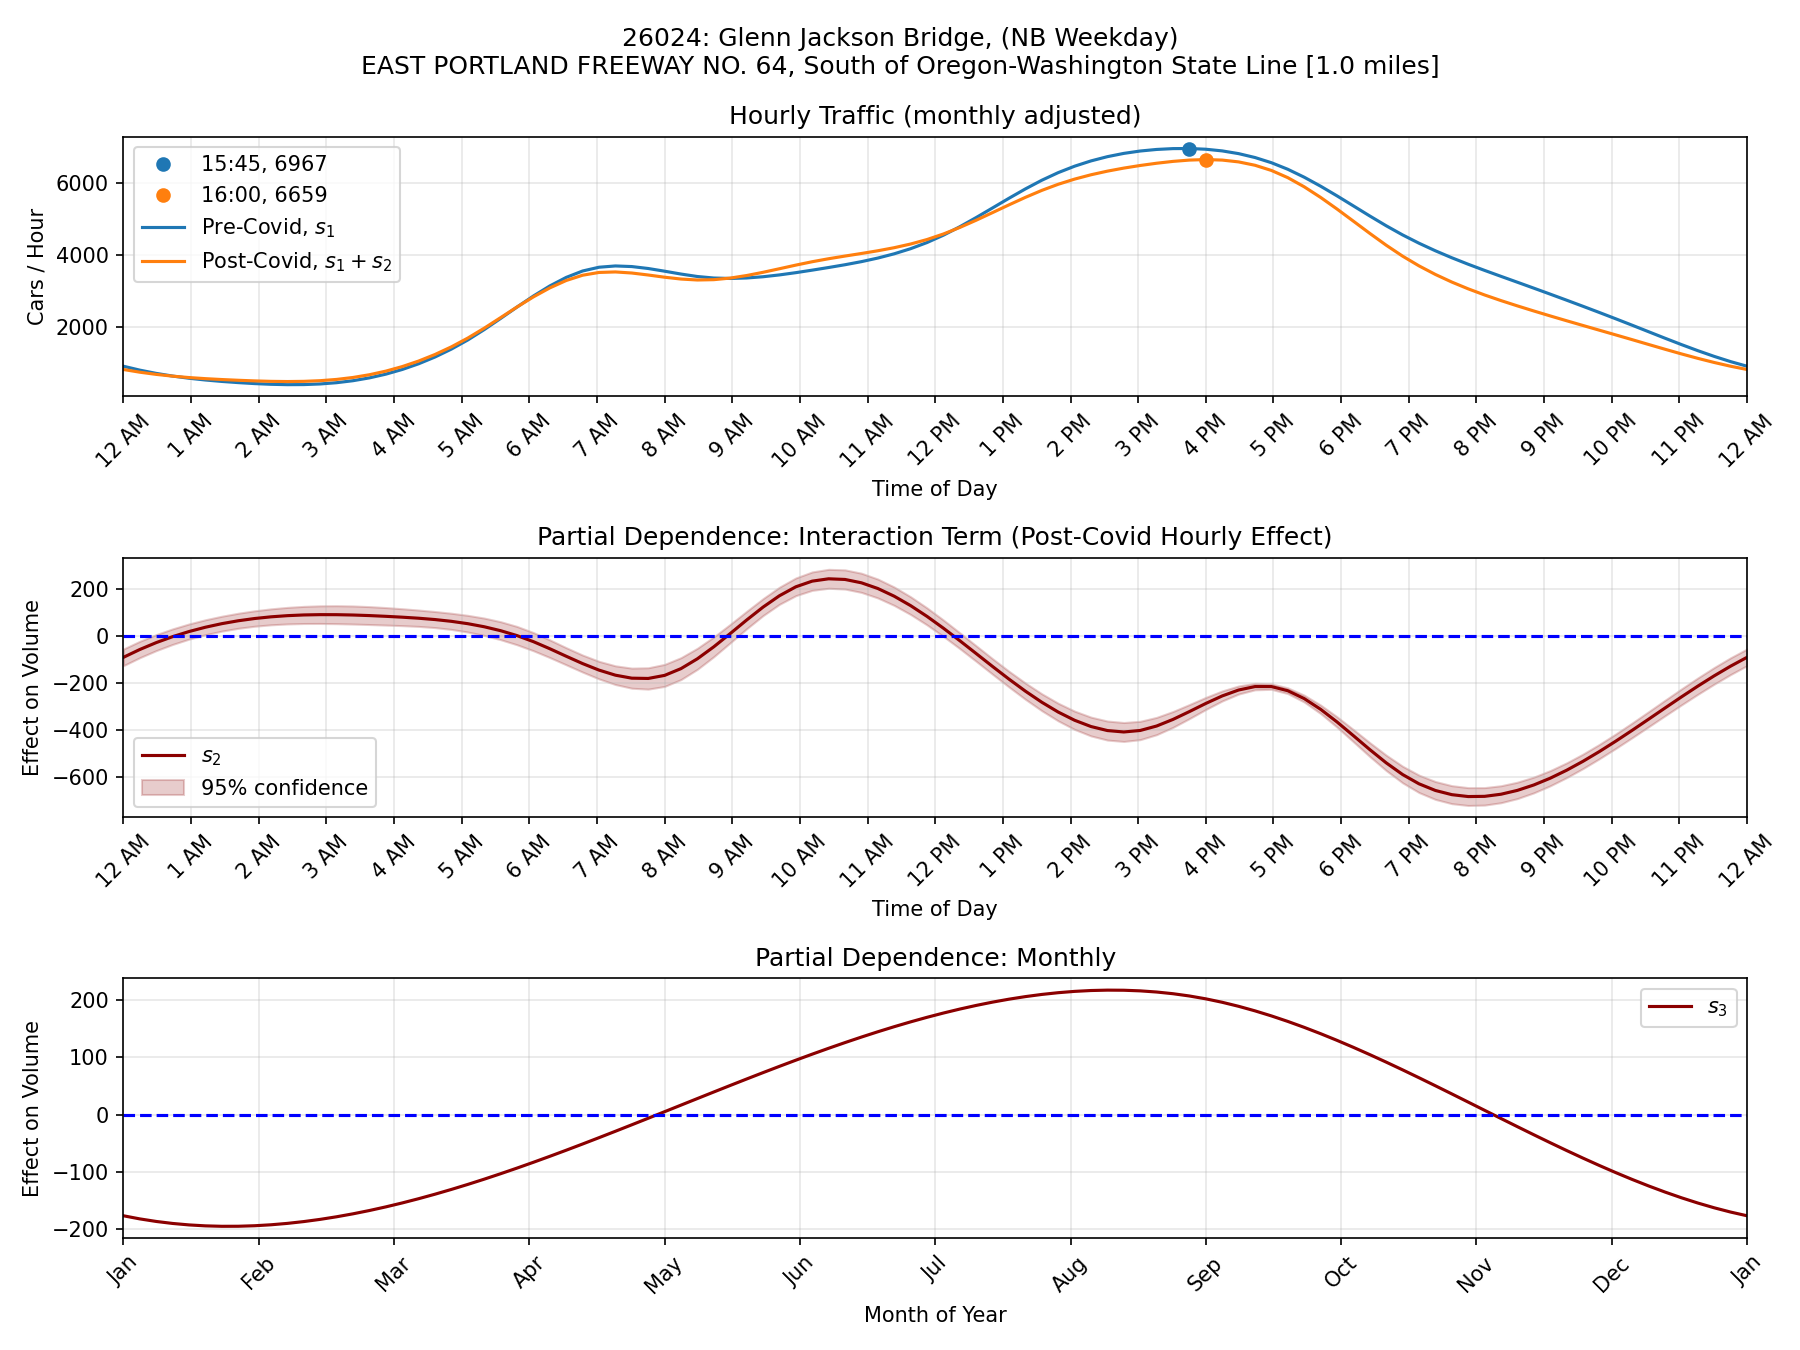 26024: Glenn Jackson Bridge, (NB Weekday)
EAST PORTLAND FREEWAY NO. 64, South of Oregon-Washington State Line [1.0 miles]
Hourly Traffic (monthly adjusted)
Cars / Hour
6000
4000
2000
15:45, 6967
16:00, 6659
Pre-Covid, s₁
Post-Covid, s₁ + s₂
12 AM 1 AM 2 AM 3 AM 4 AM 5 AM 6 AM 7 AM 8 AM 9 AM 10 AM 11 AM 12 PM 1 PM 2 PM 3 PM 4 PM 5 PM 6 PM 7 PM 8 PM 9 PM 10 PM 11 PM 12 AM
Time of Day
Partial Dependence: Interaction Term (Post-Covid Hourly Effect)
Effect on Volume
200
0
−200
−400
−600
s₂
95% confidence
12 AM 1 AM 2 AM 3 AM 4 AM 5 AM 6 AM 7 AM 8 AM 9 AM 10 AM 11 AM 12 PM 1 PM 2 PM 3 PM 4 PM 5 PM 6 PM 7 PM 8 PM 9 PM 10 PM 11 PM 12 AM
Time of Day
Partial Dependence: Monthly
Effect on Volume
200
100
0
−100
−200
s₃
Jan Feb Mar Apr May Jun Jul Aug Sep Oct Nov Dec Jan
Month of Year